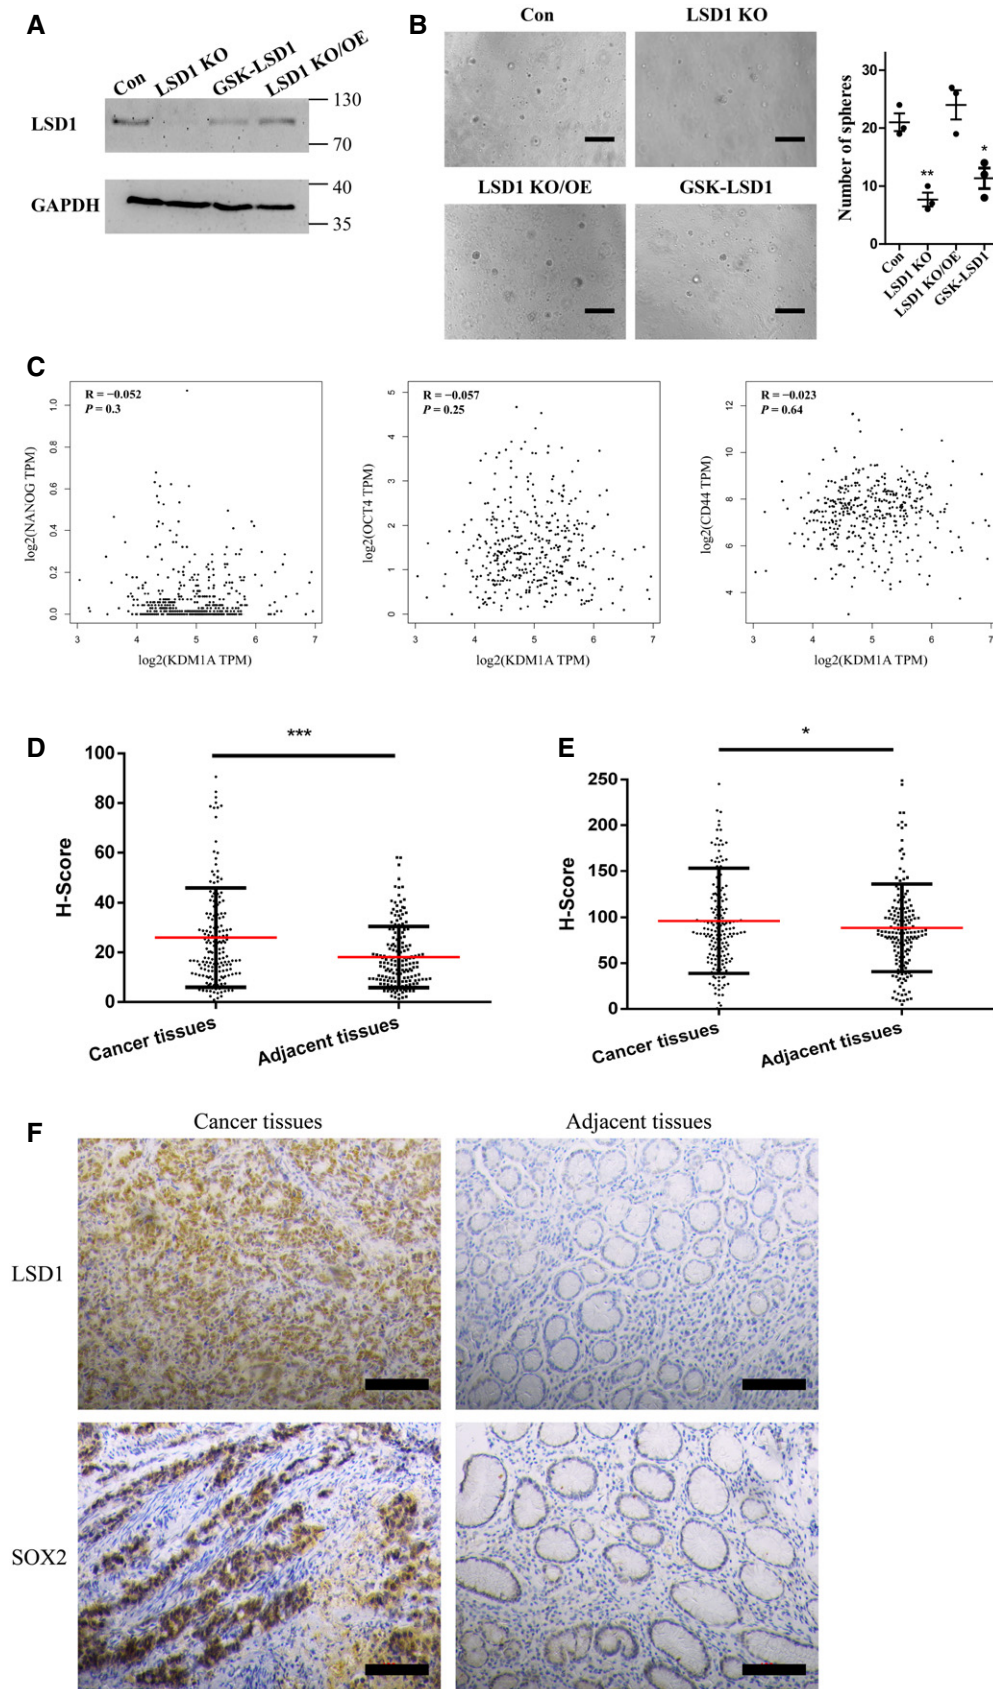 A
Con
LSD1 KO
GSK-LSD1
LSD1 KO/OE
LSD1
130
70
GAPDH
40
35
B
Con
LSD1 KO
LSD1 KO/OE
GSK-LSD1
Number of spheres
30
20
10
0
**
*
Con
LSD1 KO
LSD1 KO/OE
GSK-LSD1
C
R = −0.052
P = 0.3
log2(NANOG TPM)
1.0
0.8
0.6
0.4
0.2
0.0
3 4 5 6 7
log2(KDM1A TPM)
R = −0.057
P = 0.25
log2(OCT4 TPM)
5
4
3
2
1
0
3 4 5 6 7
log2(KDM1A TPM)
R = −0.023
P = 0.64
log2(CD44 TPM)
12
10
8
6
4
3 4 5 6 7
log2(KDM1A TPM)
D
***
H-Score
100
80
60
40
20
0
Cancer tissues
Adjacent tissues
E
*
H-Score
250
200
150
100
50
0
Cancer tissues
Adjacent tissues
F
Cancer tissues
Adjacent tissues
LSD1
SOX2